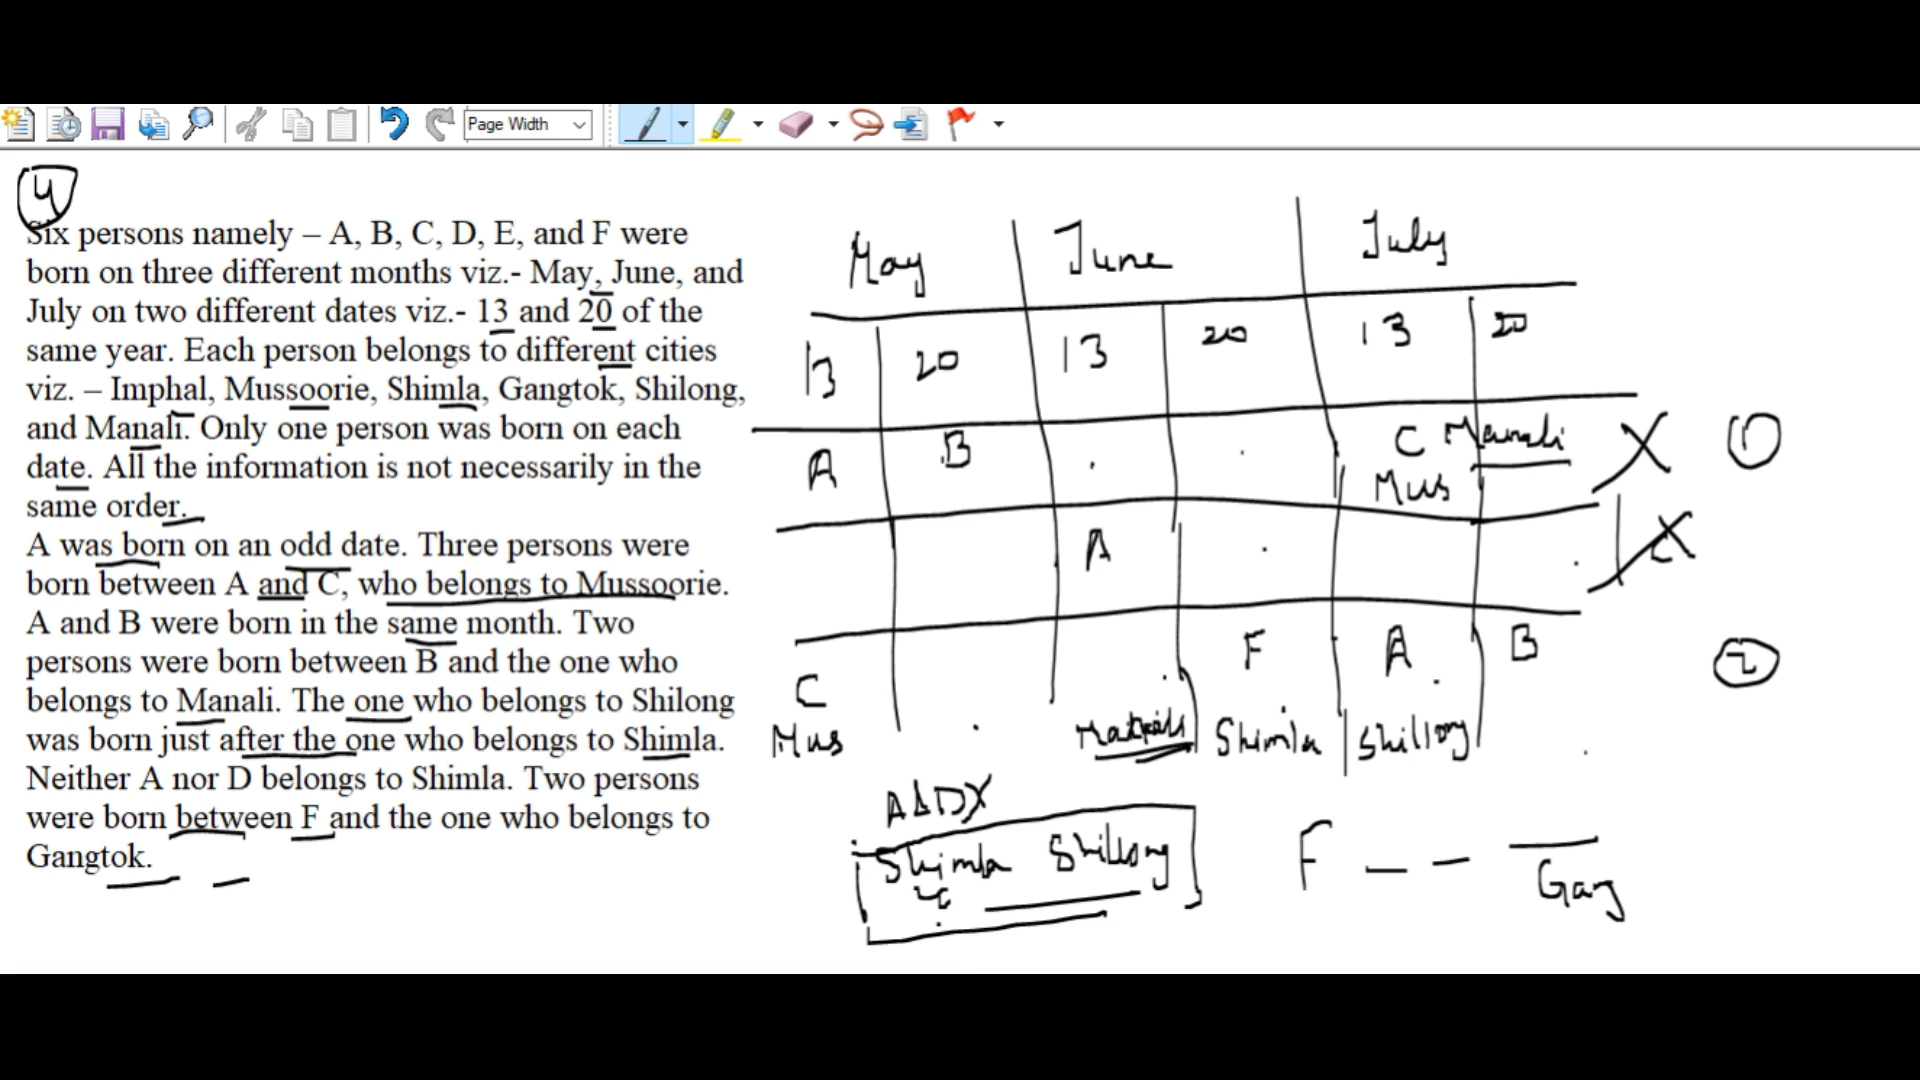 Page Width
4
Six persons namely – A, B, C, D, E, and F were
born on three different months viz.- May, June, and
July on two different dates viz.- 13 and 20 of the
same year. Each person belongs to different cities
viz. – Imphal, Mussoorie, Shimla, Gangtok, Shilong,
and Manali. Only one person was born on each
date. All the information is not necessarily in the
same order.
A was born on an odd date. Three persons were
born between A and C, who belongs to Mussoorie.
A and B were born in the same month. Two
persons were born between B and the one who
belongs to Manali. The one who belongs to Shilong
was born just after the one who belongs to Shimla.
Neither A nor D belongs to Shimla. Two persons
were born between F and the one who belongs to
Gangtok.
May June July
13 20 13 20 13 20
A B C Manali X 1
Mus
A
F A B 2
C
Mus Shimla Shillong
A D X
Shimla Shillong
F _ _ _
Gang